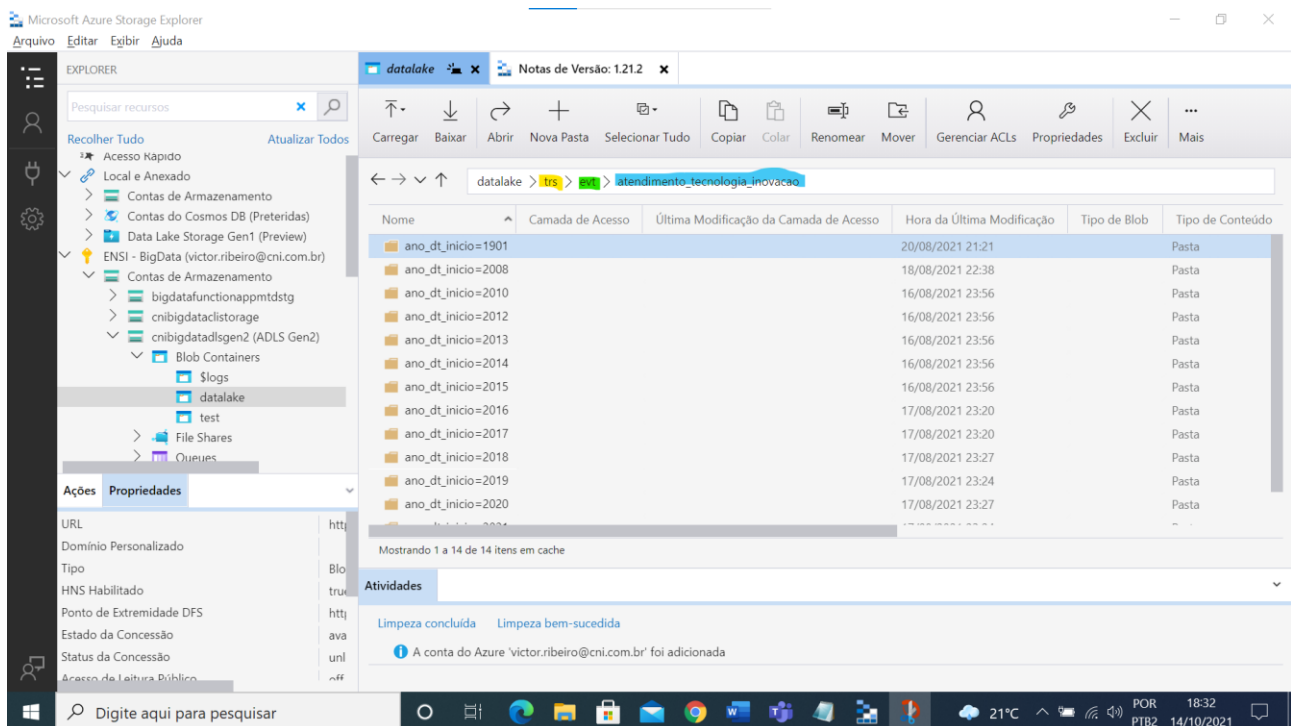 Microsoft Azure Storage Explorer
Arquivo Editar Exibir Ajuda
EXPLORER
Pesquisar recursos
Recolher Tudo Atualizar Todos
Acesso Rápido
Local e Anexado
Contas de Armazenamento
Contas do Cosmos DB (Preteridas)
Data Lake Storage Gen1 (Preview)
ENSI - BigData (victor.ribeiro@cni.com.br)
Contas de Armazenamento
bigdatafunctionappmtdstg
cnibigdataclistorage
cnibigdatadlsgen2 (ADLS Gen2)
Blob Containers
$logs
datalake
test
File Shares
Queues
Ações Propriedades
URL http
Domínio Personalizado
Tipo Blo
HNS Habilitado true
Ponto de Extremidade DFS http
Estado da Concessão ava
Status da Concessão unl
Acesso de Leitura Público off
datalake Notas de Versão: 1.21.2
Carregar Baixar Abrir Nova Pasta Selecionar Tudo Copiar Colar Renomear Mover Gerenciar ACLs Propriedades Excluir Mais
datalake > trs > evt > atendimento_tecnologia_inovacao
Nome Camada de Acesso Última Modificação da Camada de Acesso Hora da Última Modificação Tipo de Blob Tipo de Conteúdo
ano_dt_inicio=1901 20/08/2021 21:21 Pasta
ano_dt_inicio=2008 18/08/2021 22:38 Pasta
ano_dt_inicio=2010 16/08/2021 23:56 Pasta
ano_dt_inicio=2012 16/08/2021 23:56 Pasta
ano_dt_inicio=2013 16/08/2021 23:56 Pasta
ano_dt_inicio=2014 16/08/2021 23:56 Pasta
ano_dt_inicio=2015 16/08/2021 23:56 Pasta
ano_dt_inicio=2016 17/08/2021 23:20 Pasta
ano_dt_inicio=2017 17/08/2021 23:20 Pasta
ano_dt_inicio=2018 17/08/2021 23:27 Pasta
ano_dt_inicio=2019 17/08/2021 23:24 Pasta
ano_dt_inicio=2020 17/08/2021 23:27 Pasta
Mostrando 1 a 14 de 14 itens em cache
Atividades
Limpeza concluída Limpeza bem-sucedida
A conta do Azure 'victor.ribeiro@cni.com.br' foi adicionada
Digite aqui para pesquisar
21°C
POR
PTB2
18:32
14/10/2021